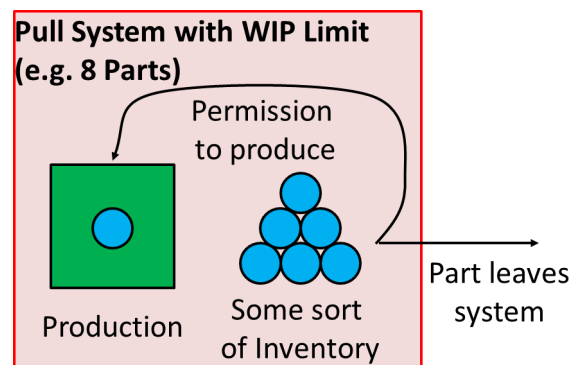 Pull System with WIP Limit
(e.g. 8 Parts)
Permission
to produce
Production
Some sort
of Inventory
Part leaves
system